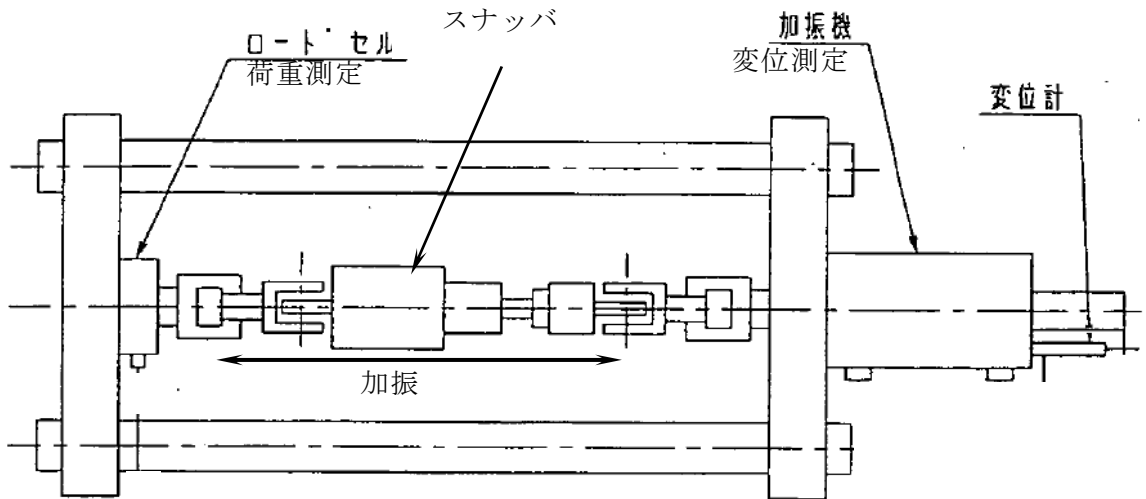 スナッバ
ロードセル
荷重測定
加振機
変位測定
変位計
加振